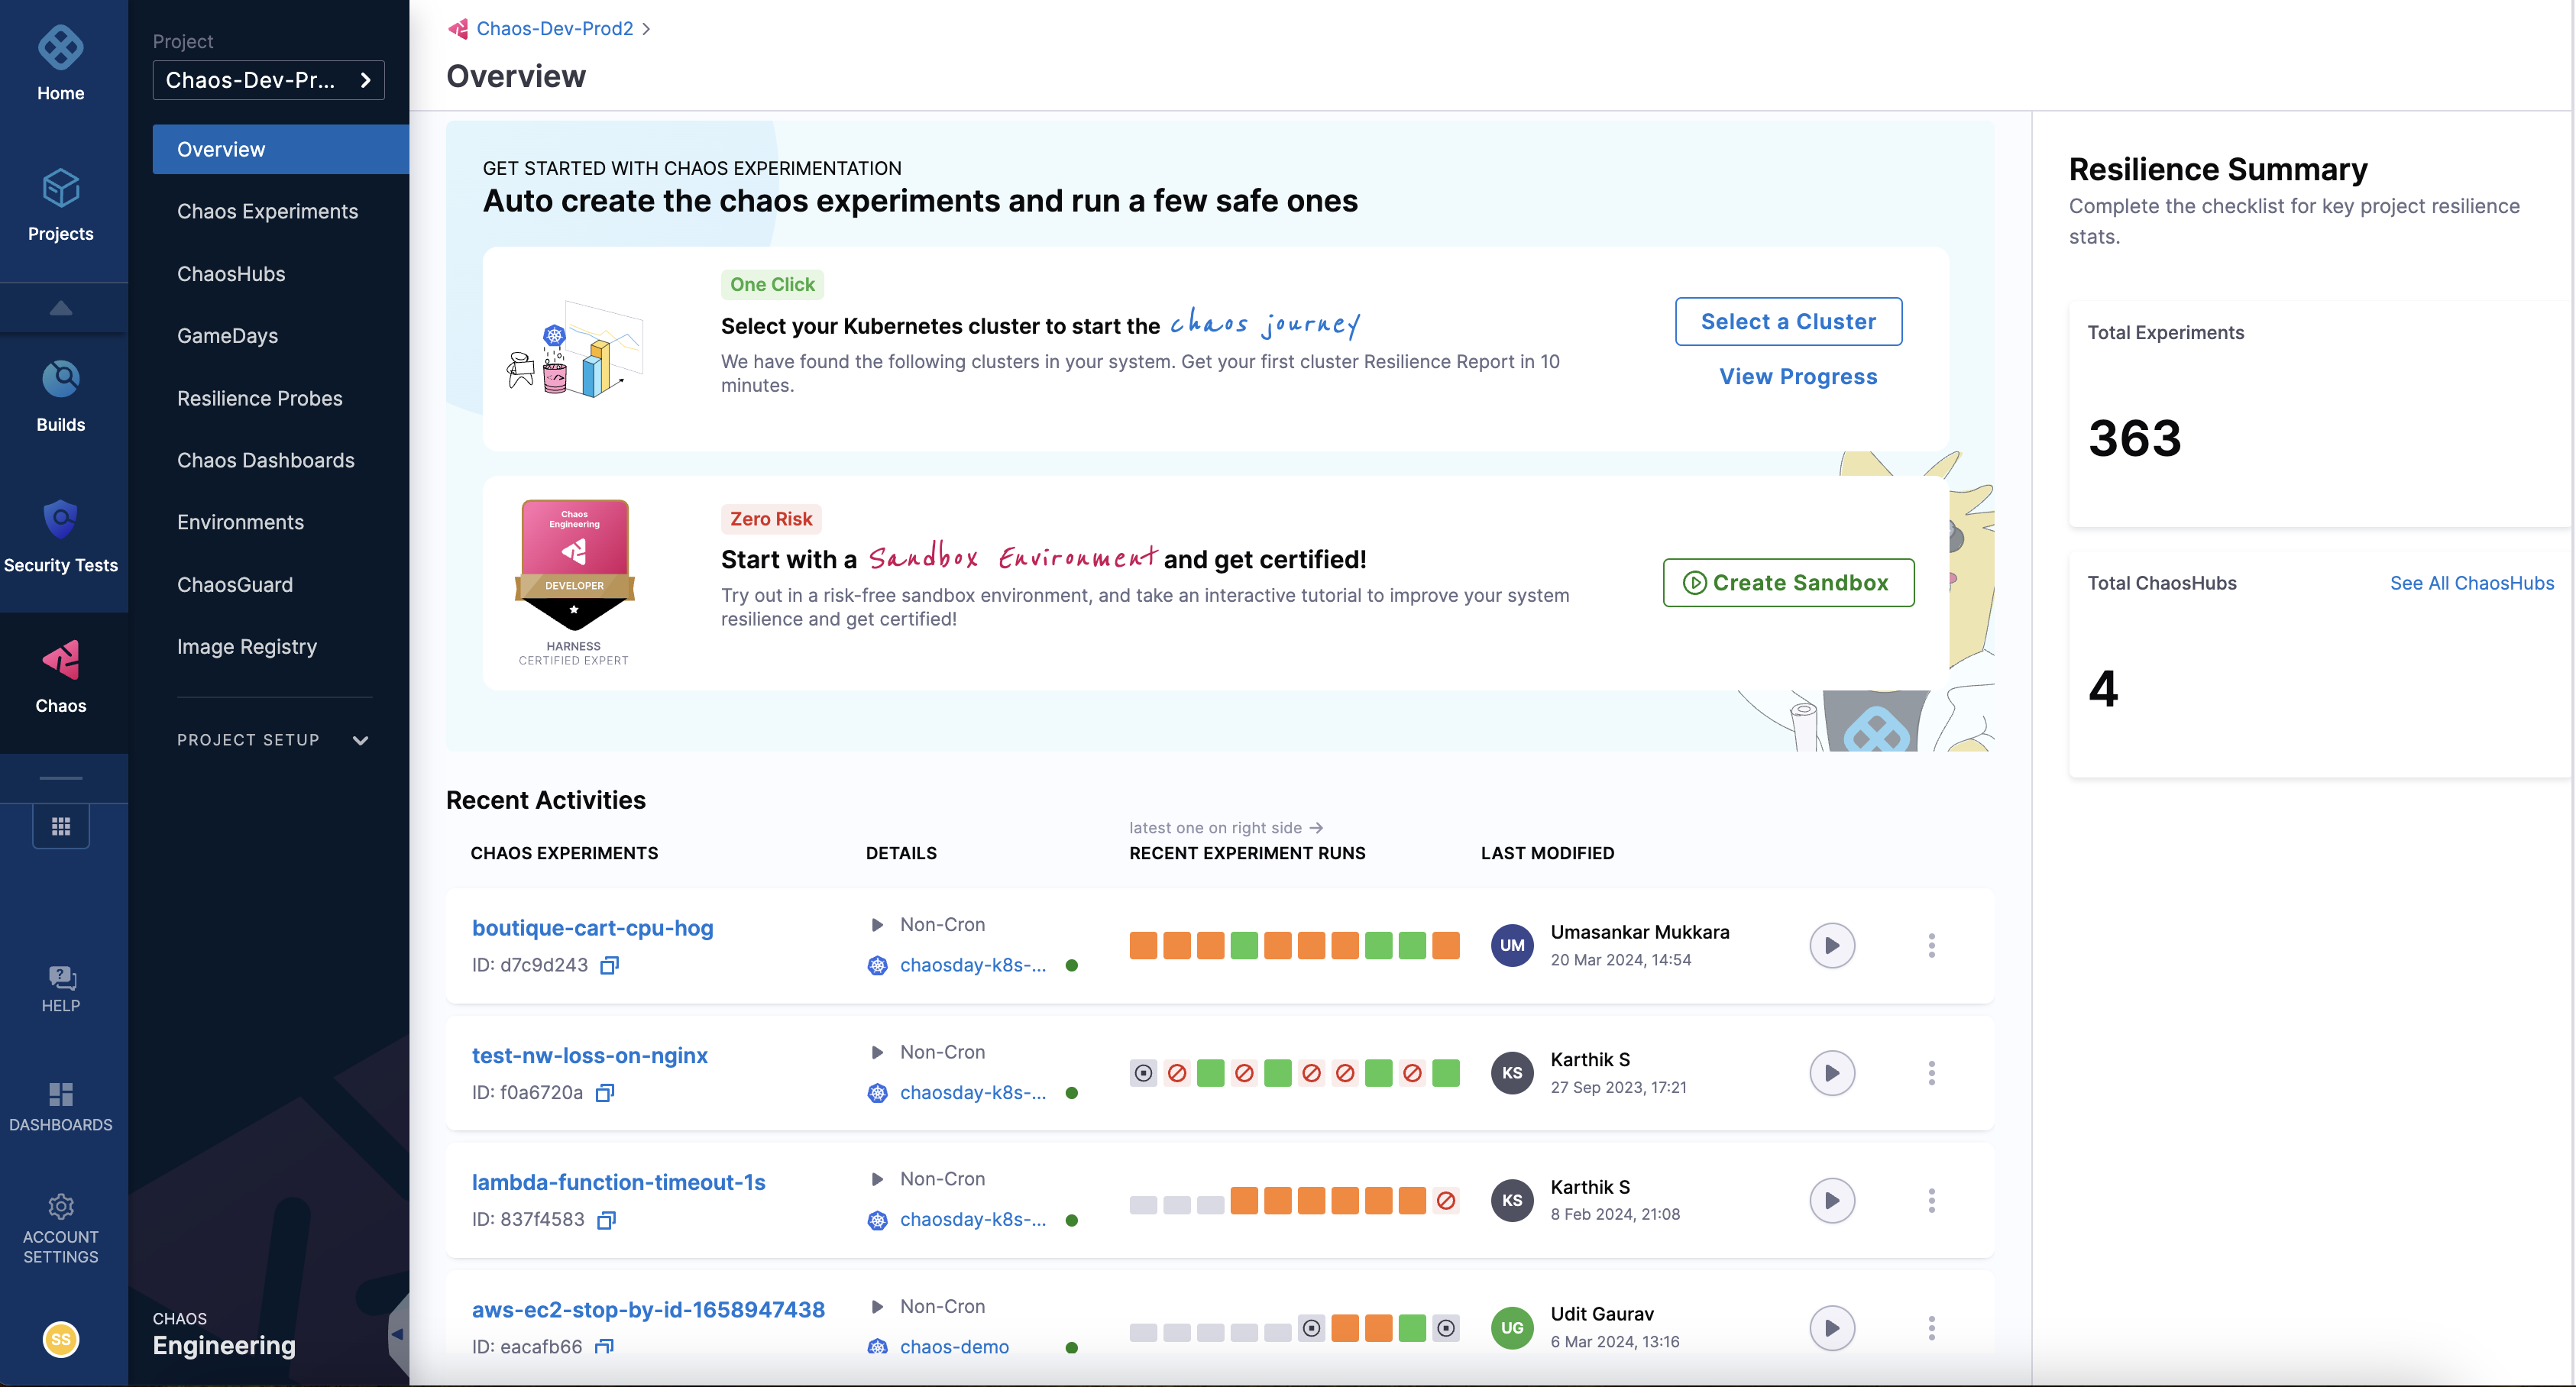 Home
Projects
Builds
Security Tests
Chaos
HELP
DASHBOARDS
ACCOUNT
SETTINGS
SS
Project
Chaos-Dev-Pr...
Overview
Chaos Experiments
ChaosHubs
GameDays
Resilience Probes
Chaos Dashboards
Environments
ChaosGuard
Image Registry
PROJECT SETUP
CHAOS
Engineering
Chaos-Dev-Prod2
Overview
GET STARTED WITH CHAOS EXPERIMENTATION
Auto create the chaos experiments and run a few safe ones
One Click
Select your Kubernetes cluster to start the chaos journey
We have found the following clusters in your system. Get your first cluster Resilience Report in 10
minutes.
Select a Cluster
View Progress
Chaos
Engineering
DEVELOPER
HARNESS
CERTIFIED EXPERT
Zero Risk
Start with a Sandbox Environment and get certified!
Try out in a risk-free sandbox environment, and take an interactive tutorial to improve your system
resilience and get certified!
Create Sandbox
Recent Activities
latest one on right side
CHAOS EXPERIMENTS DETAILS RECENT EXPERIMENT RUNS LAST MODIFIED
boutique-cart-cpu-hog
ID: d7c9d243
Non-Cron
chaosday-k8s-...
UM
Umasankar Mukkara
20 Mar 2024, 14:54
test-nw-loss-on-nginx
ID: f0a6720a
Non-Cron
chaosday-k8s-...
KS
Karthik S
27 Sep 2023, 17:21
lambda-function-timeout-1s
ID: 837f4583
Non-Cron
chaosday-k8s-...
KS
Karthik S
8 Feb 2024, 21:08
aws-ec2-stop-by-id-1658947438
ID: eacafb66
Non-Cron
chaos-demo
UG
Udit Gaurav
6 Mar 2024, 13:16
Resilience Summary
Complete the checklist for key project resilience
stats.
Total Experiments
363
Total ChaosHubs
See All ChaosHubs
4